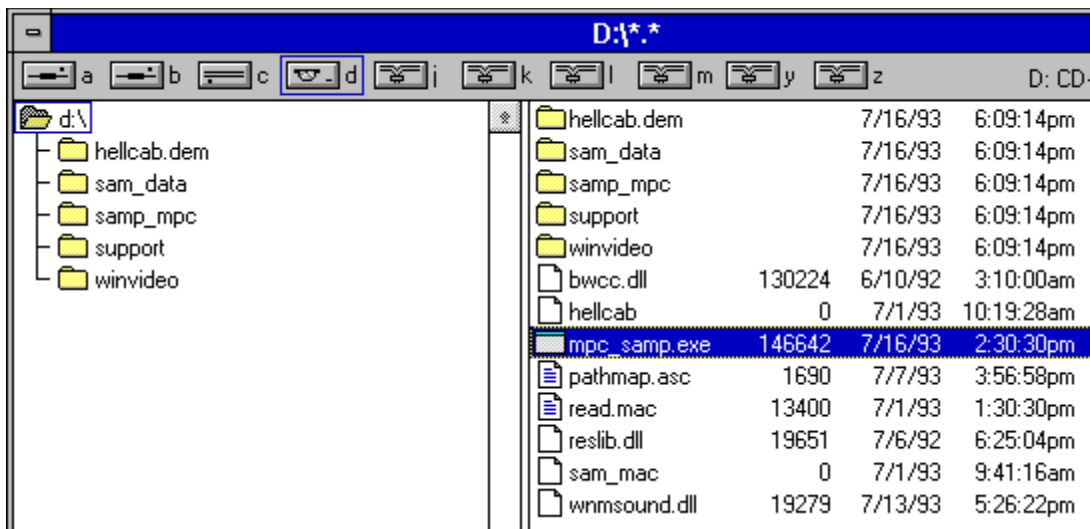 D:\*.*
a b c d j k l m y z D: CD-
d:\
hellcab.dem
sam_data
samp_mpc
support
winvideo
hellcab.dem 7/16/93 6:09:14pm
sam_data 7/16/93 6:09:14pm
samp_mpc 7/16/93 6:09:14pm
support 7/16/93 6:09:14pm
winvideo 7/16/93 6:09:14pm
bwcc.dll 130224 6/10/92 3:10:00am
hellcab 0 7/1/93 10:19:28am
mpc_samp.exe 146642 7/16/93 2:30:30pm
pathmap.asc 1690 7/7/93 3:56:58pm
read.mac 13400 7/1/93 1:30:30pm
reslib.dll 19651 7/6/92 6:25:04pm
sam_mac 0 7/1/93 9:41:16am
wnmsound.dll 19279 7/13/93 5:26:22pm